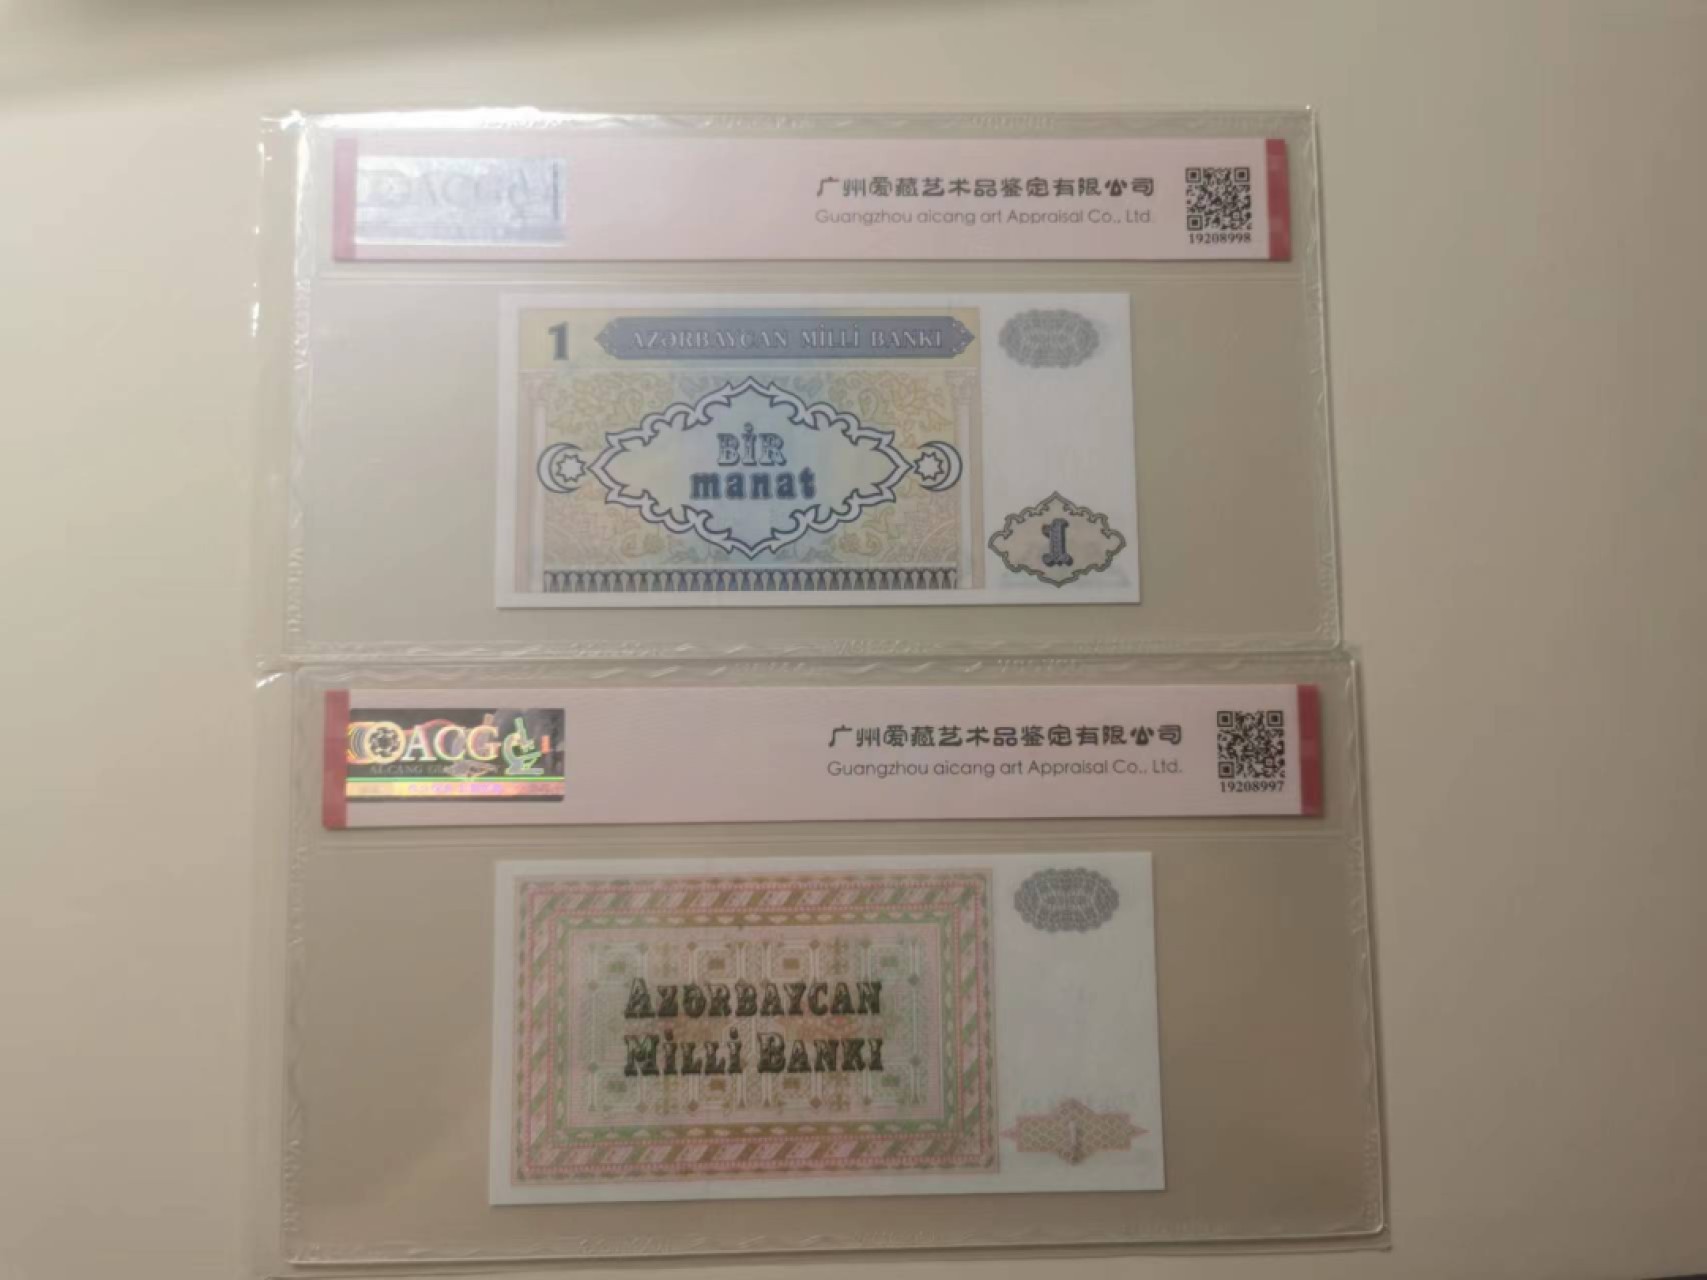 广州爱藏艺术品鉴定有限公司
Guangzhou aicang art Appraisal Co., Ltd.
19208998
1
AZƏRBAYCAN MİLLİ BANKI
BİR
manat
1
ACG
广州爱藏艺术品鉴定有限公司
Guangzhou aicang art Appraisal Co., Ltd.
19208997
AZƏRBAYCAN
MİLLİ BANKI
1